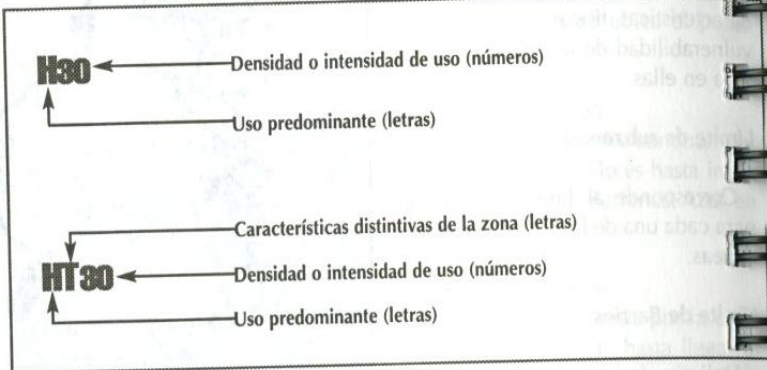 H30
Densidad o intensidad de uso (números)
Uso predominante (letras)
Características distintivas de la zona (letras)
HT30
Densidad o intensidad de uso (números)
Uso predominante (letras)